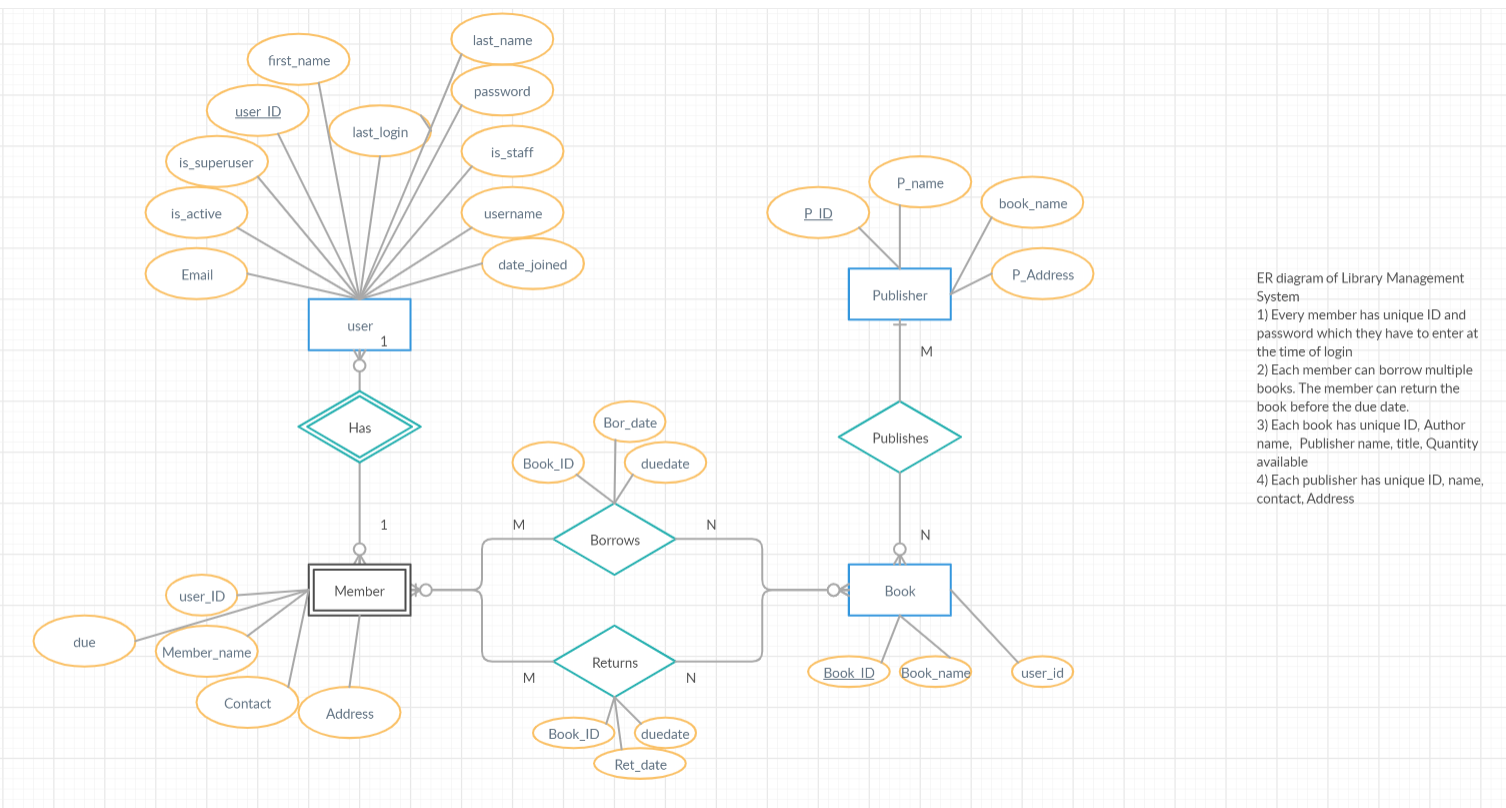 last_name
first_name
password
user_ID
last_login
is_staff
is_superuser
is_active
username
Email
date_joined
user
1
Has
1
Member
user_ID
due
Member_name
Contact
Address
Bor_date
Book_ID
duedate
M
N
Borrows
Returns
M
N
Book_ID
duedate
Ret_date
P_name
P_ID
book_name
P_Address
Publisher
M
Publishes
N
Book
Book_ID
Book_name
user_id
ER diagram of Library Management
System
1) Every member has unique ID and
password which they have to enter at
the time of login
2) Each member can borrow multiple
books. The member can return the
book before the due date.
3) Each book has unique ID, Author
name,  Publisher name, title, Quantity
available
4) Each publisher has unique ID, name,
contact, Address